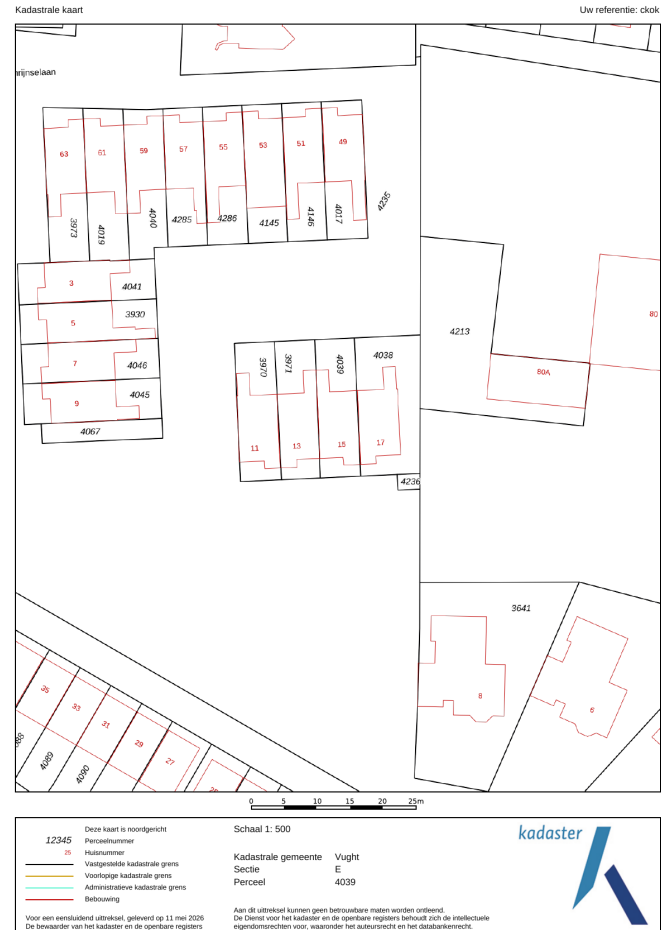 Kadastrale kaart
Uw referentie: ckok
63
61
59
57
55
53
51
49
3973
4019
4040
4285
4286
4145
4146
4017
4235
3
4041
5
3930
7
4046
9
4045
4067
3970
3971
4039
4038
11
13
15
17
4236
4213
80
80A
3641
8
6
35
33
31
29
27
4089
4090
0 5 10 15 20 25m
Deze kaart is noordgericht
12345 Perceelnummer
25 Huisnummer
Vastgestelde kadastrale grens
Voorlopige kadastrale grens
Administratieve kadastrale grens
Bebouwing
Voor een eensluidend uittreksel, geleverd op 11 mei 2026
De bewaarder van het kadaster en de openbare registers
Schaal 1: 500
Kadastrale gemeente Vught
Sectie E
Perceel 4039
Aan dit uittreksel kunnen geen betrouwbare maten worden ontleend.
De Dienst voor het kadaster en de openbare registers behoudt zich de intellectuele
eigendomsrechten voor, waaronder het auteursrecht en het databankenrecht.
kadaster